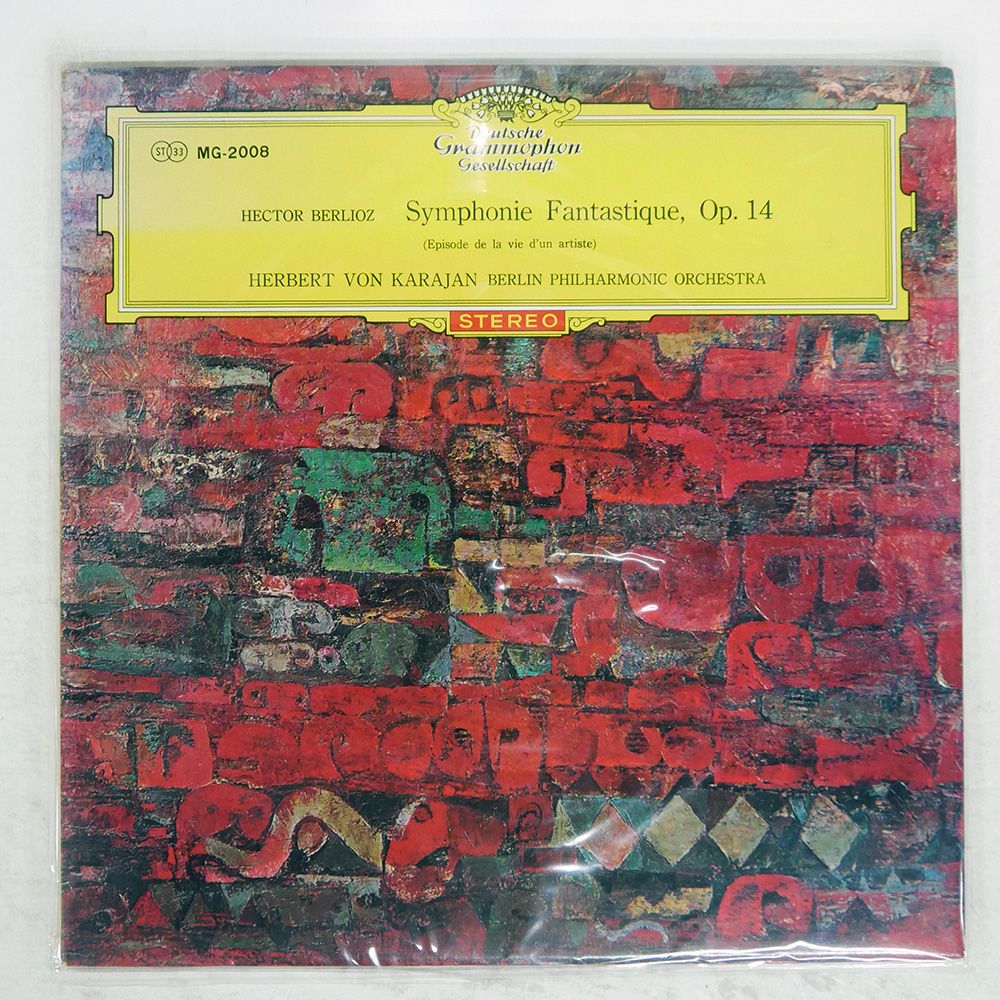 Deutsche
Grammophon
Gesellschaft
ST 33 MG-2008
HECTOR BERLIOZ Symphonie Fantastique, Op. 14
(Episode de la vie d'un artiste)
HERBERT VON KARAJAN BERLIN PHILHARMONIC ORCHESTRA
STEREO